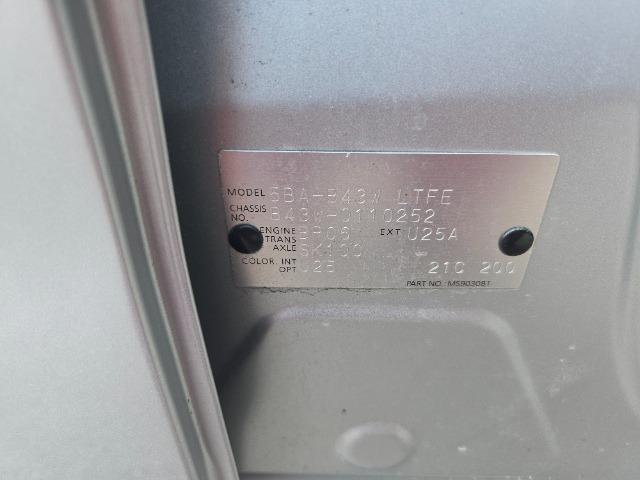 MODEL 5BA-B43W LTFE
CHASSIS NO. B43W-0110252
ENGINE BR06 EXT U25A
TRANS AXLE
COLOR. INT
OPT 21C 200
PART NO.: MS903081